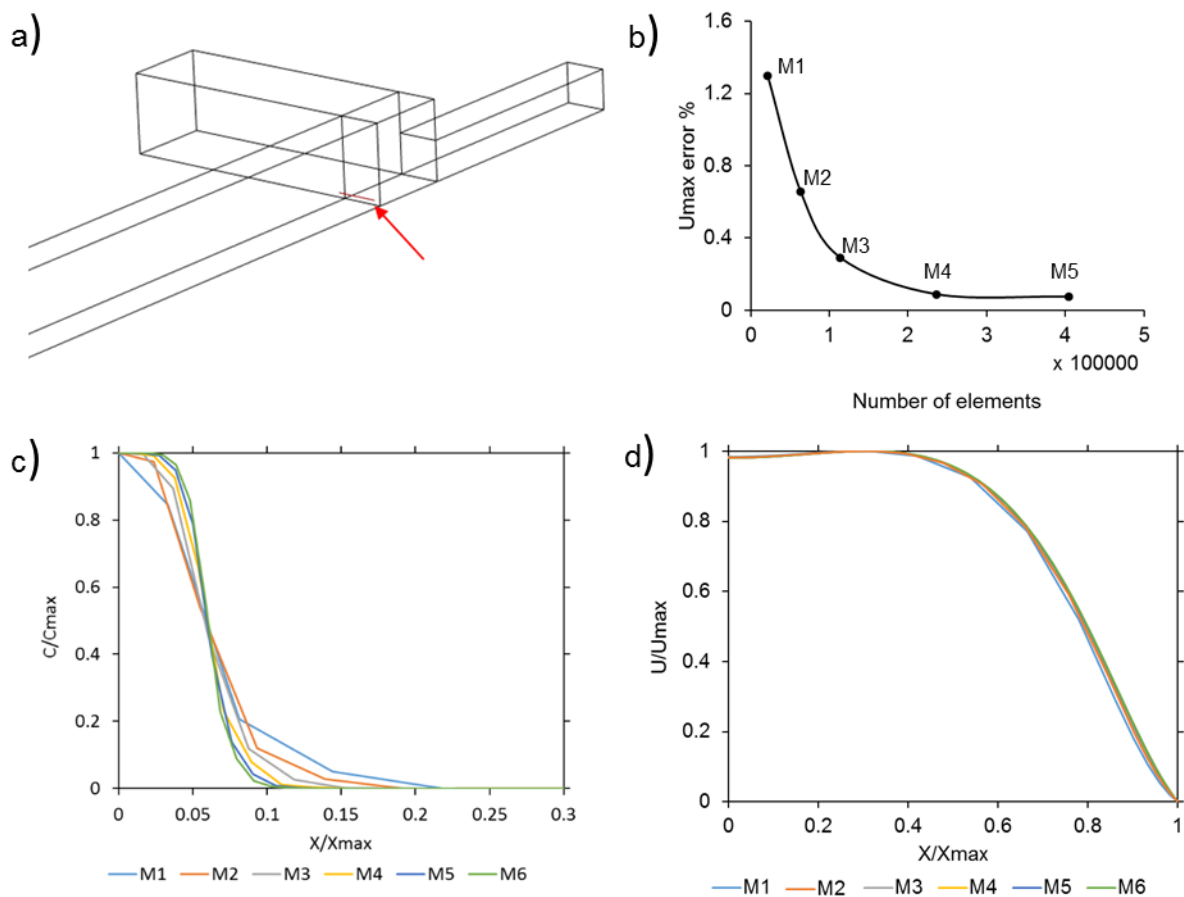 a)
b)
1.6
1.2
0.8
0.4
0
Umax error %
M1
M2
M3
M4
M5
0 1 2 3 4 5
x 100000
Number of elements
c)
1
0.8
0.6
0.4
0.2
0
C/Cmax
0 0.05 0.1 0.15 0.2 0.25 0.3
X/Xmax
M1 M2 M3 M4 M5 M6
d)
1
0.8
0.6
0.4
0.2
0
U/Umax
0 0.2 0.4 0.6 0.8 1
X/Xmax
M1 M2 M3 M4 M5 M6